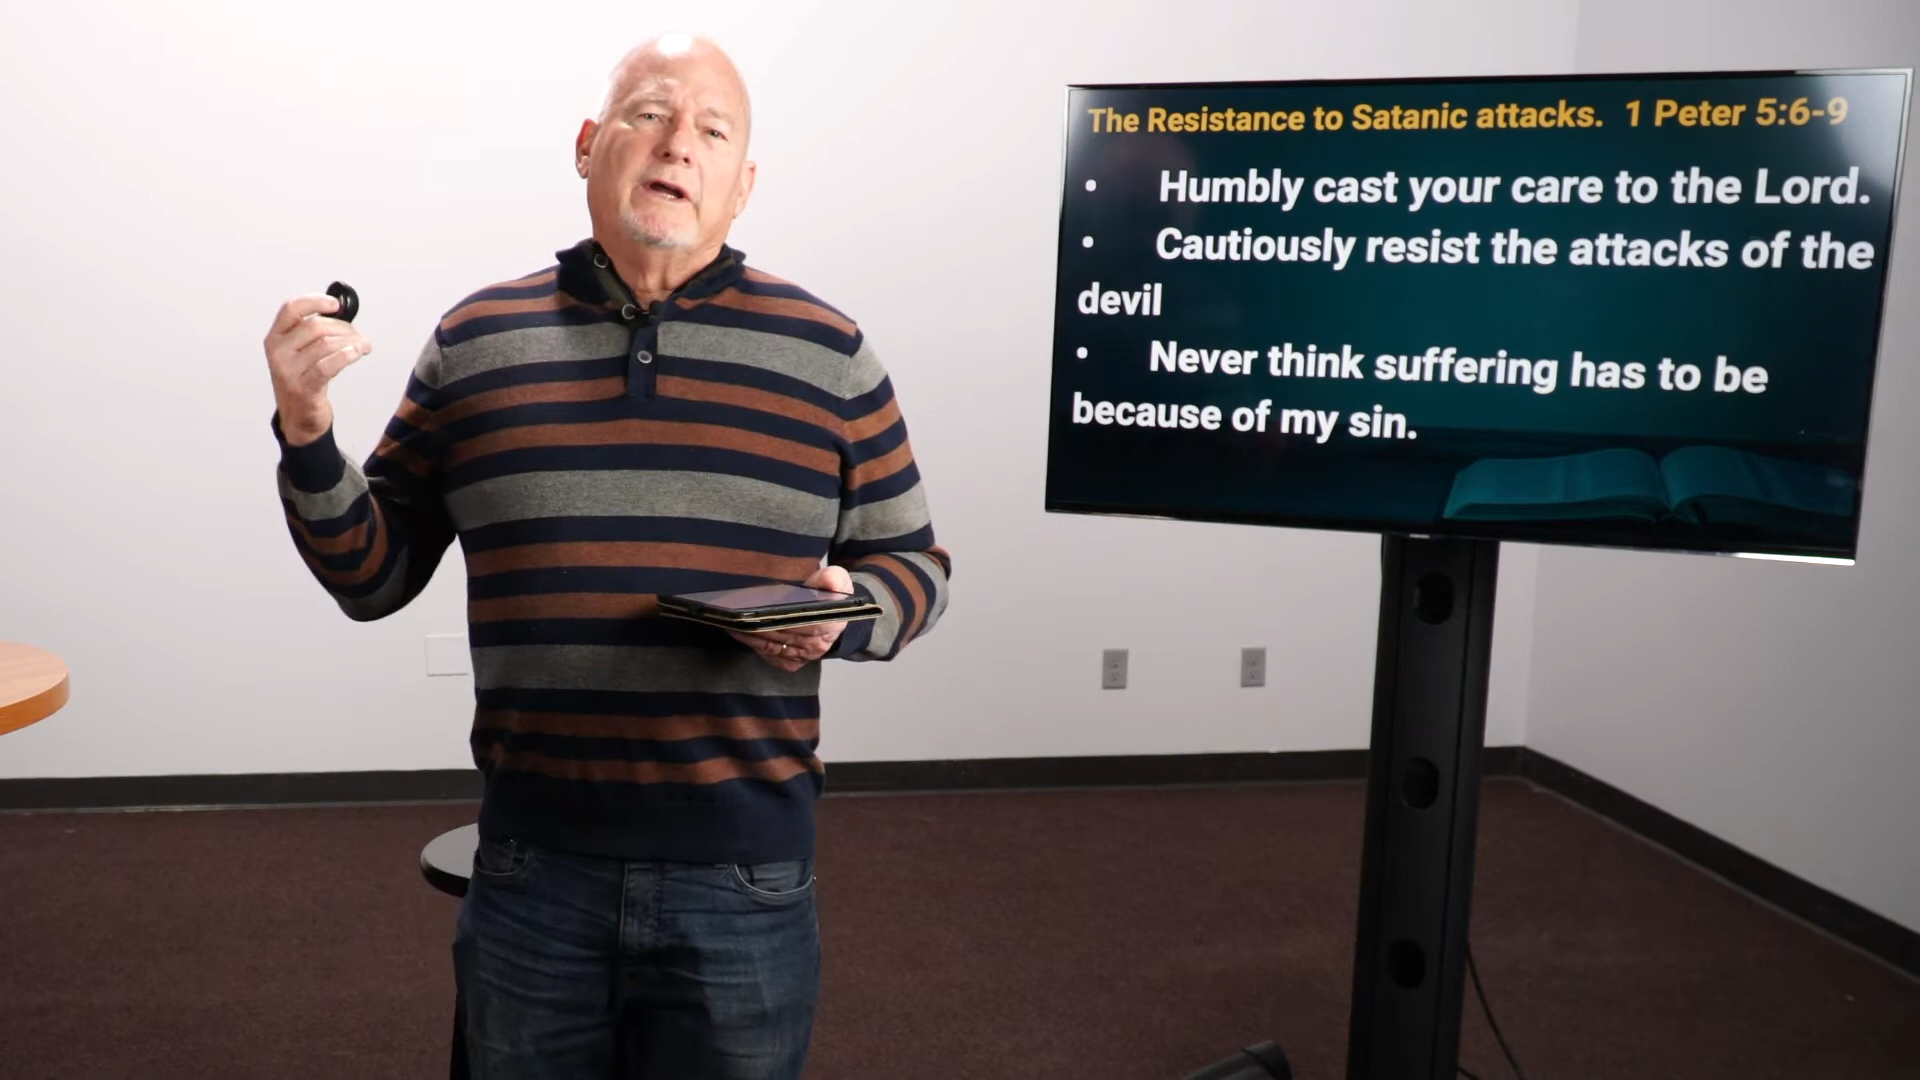 The Resistance to Satanic attacks. 1 Peter 5:6-9
• Humbly cast your care to the Lord.
• Cautiously resist the attacks of the
devil
• Never think suffering has to be
because of my sin.